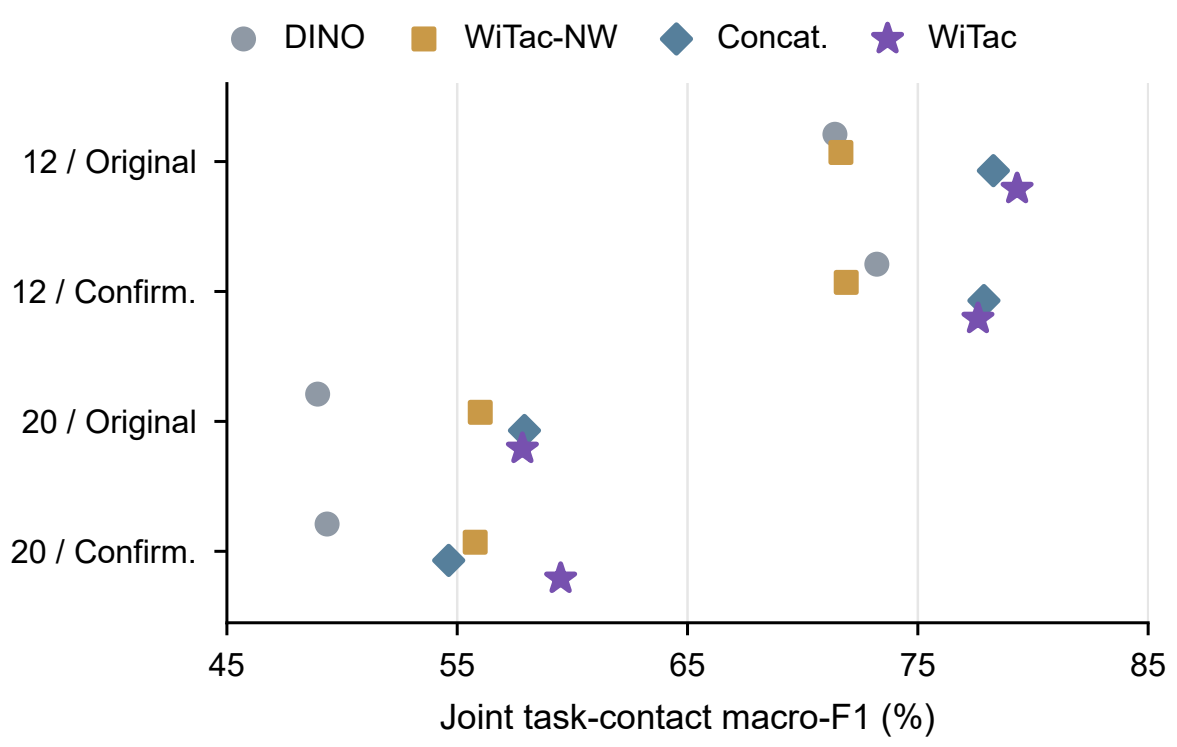 DINO WiTac-NW Concat. WiTac
12 / Original
12 / Confirm.
20 / Original
20 / Confirm.
45 55 65 75 85
Joint task-contact macro-F1 (%)